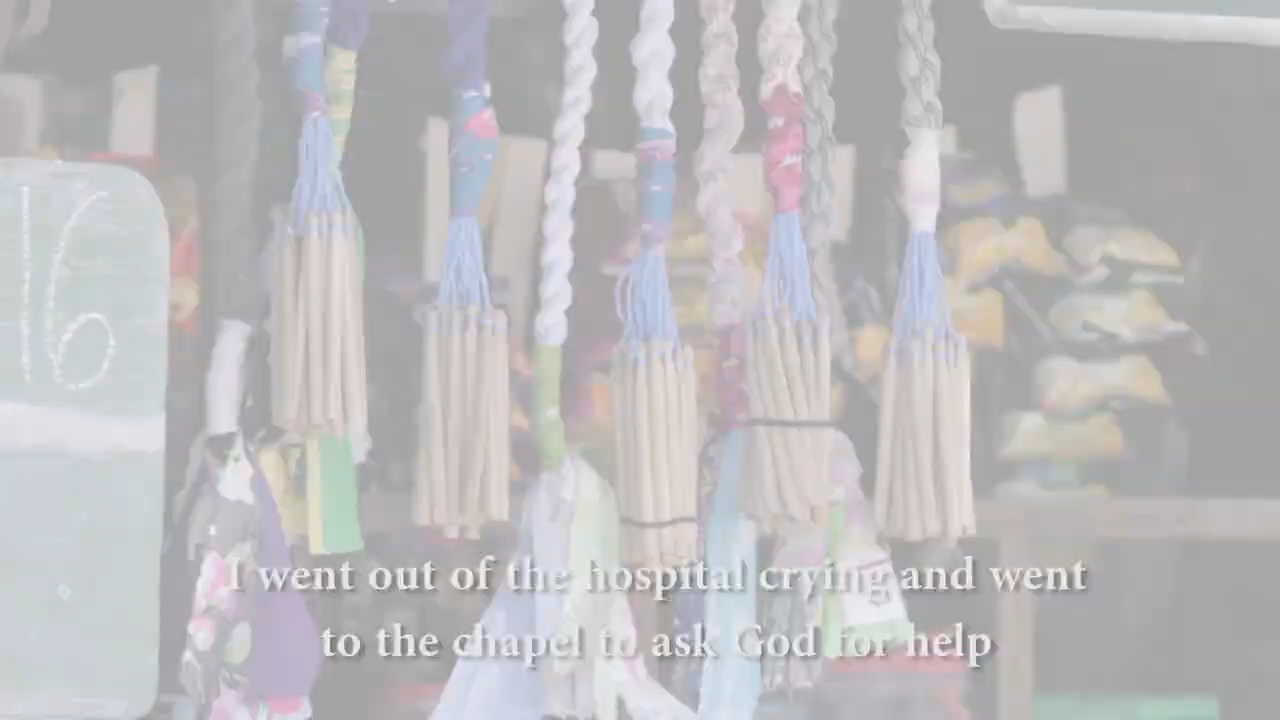 16
I went out of the hospital crying and went
to the chapel to ask God for help